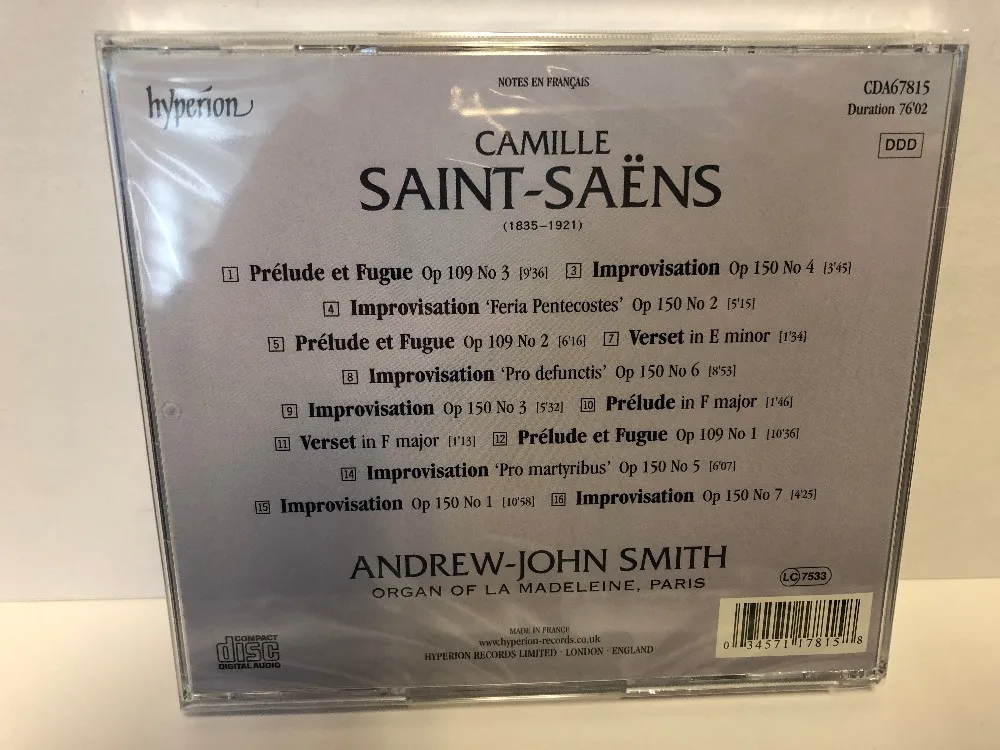 hyperion
NOTES EN FRANÇAIS
CDA67815
Duration 76'02
DDD
CAMILLE
SAINT-SAËNS
(1835–1921)
1 Prélude et Fugue Op 109 No 3 [9'36] 3 Improvisation Op 150 No 4 [3'45]
4 Improvisation ‘Feria Pentecostes’ Op 150 No 2 [5'15]
5 Prélude et Fugue Op 109 No 2 [6'16] 7 Verset in E minor [1'34]
8 Improvisation ‘Pro defunctis’ Op 150 No 6 [8'53]
9 Improvisation Op 150 No 3 [5'32] 10 Prélude in F major [1'46]
11 Verset in F major [1'13] 12 Prélude et Fugue Op 109 No 1 [10'36]
14 Improvisation ‘Pro martyribus’ Op 150 No 5 [6'07]
15 Improvisation Op 150 No 1 [10'58] 16 Improvisation Op 150 No 7 [4'25]
ANDREW-JOHN SMITH
ORGAN OF LA MADELEINE, PARIS
LC 7533
MADE IN FRANCE
www.hyperion-records.co.uk
HYPERION RECORDS LIMITED · LONDON · ENGLAND
COMPACT
disc
DIGITAL AUDIO
0 34571 17815 8